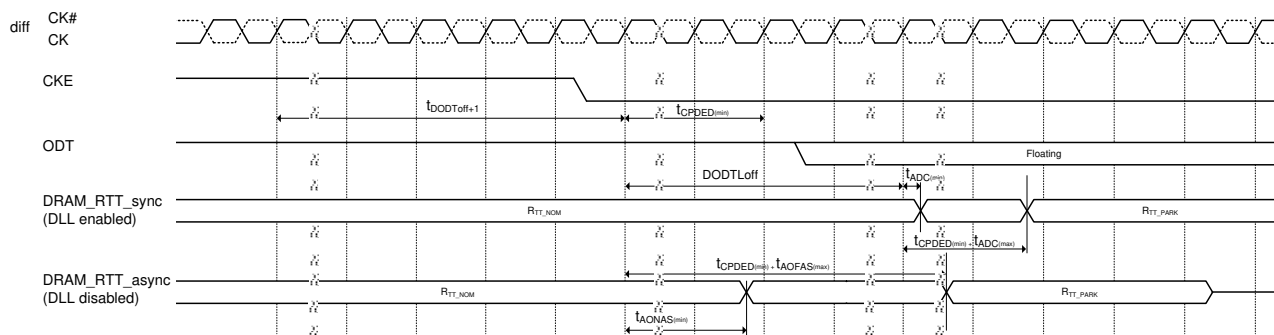 diff
CK#
CK
CKE
tDODToff+1
tCPDED(min)
ODT
Floating
DODTLoff
tADC(min)
DRAM_RTT_sync
(DLL enabled)
RTT_NOM
RTT_PARK
tCPDED(min) + tADC(max)
tCPDED(min) + tAOFAS(max)
DRAM_RTT_async
(DLL disabled)
RTT_NOM
RTT_PARK
tAONAS(min)